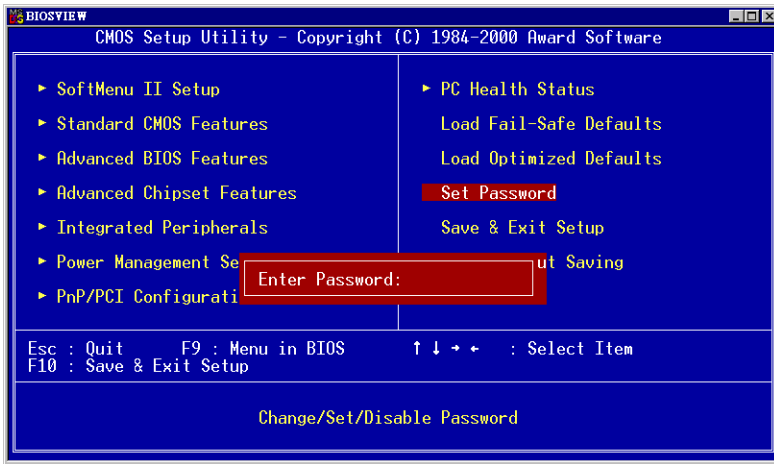 BIOSVIEW
CMOS Setup Utility – Copyright (C) 1984-2000 Award Software
▸ SoftMenu II Setup
▸ Standard CMOS Features
▸ Advanced BIOS Features
▸ Advanced Chipset Features
▸ Integrated Peripherals
▸ Power Management Se
▸ PnP/PCI Configurati
▸ PC Health Status
Load Fail-Safe Defaults
Load Optimized Defaults
Set Password
Save & Exit Setup
ut Saving
Enter Password:
Esc : Quit F9 : Menu in BIOS ↑ ↓ → ← : Select Item
F10 : Save & Exit Setup
Change/Set/Disable Password